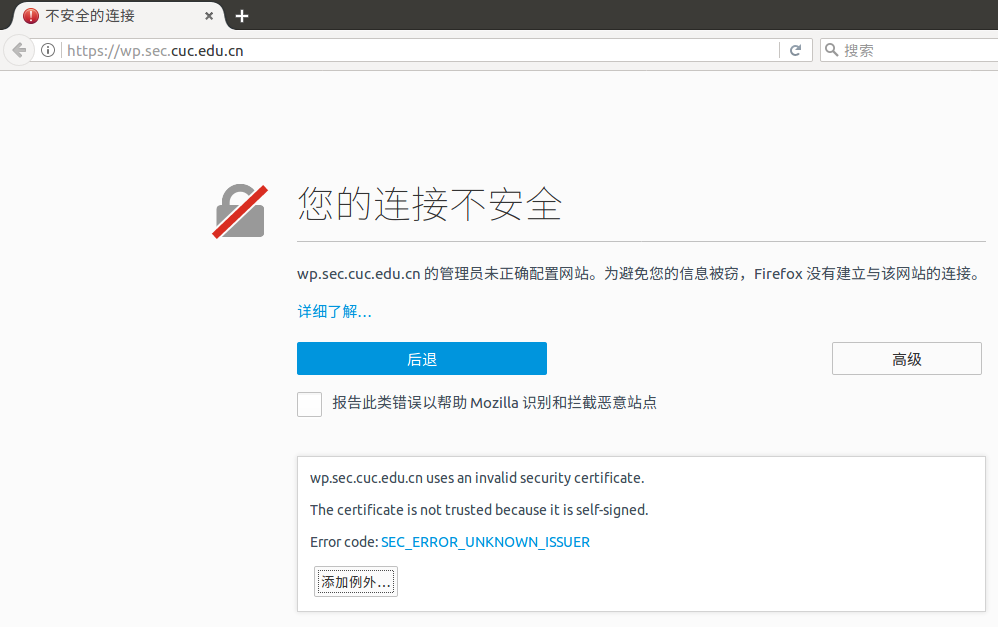 不安全的连接
https://wp.sec.cuc.edu.cn
搜索
您的连接不安全
wp.sec.cuc.edu.cn 的管理员未正确配置网站。为避免您的信息被窃，Firefox 没有建立与该网站的连接。
详细了解...
后退
高级
报告此类错误以帮助 Mozilla 识别和拦截恶意站点
wp.sec.cuc.edu.cn uses an invalid security certificate.
The certificate is not trusted because it is self-signed.
Error code: SEC_ERROR_UNKNOWN_ISSUER
添加例外...